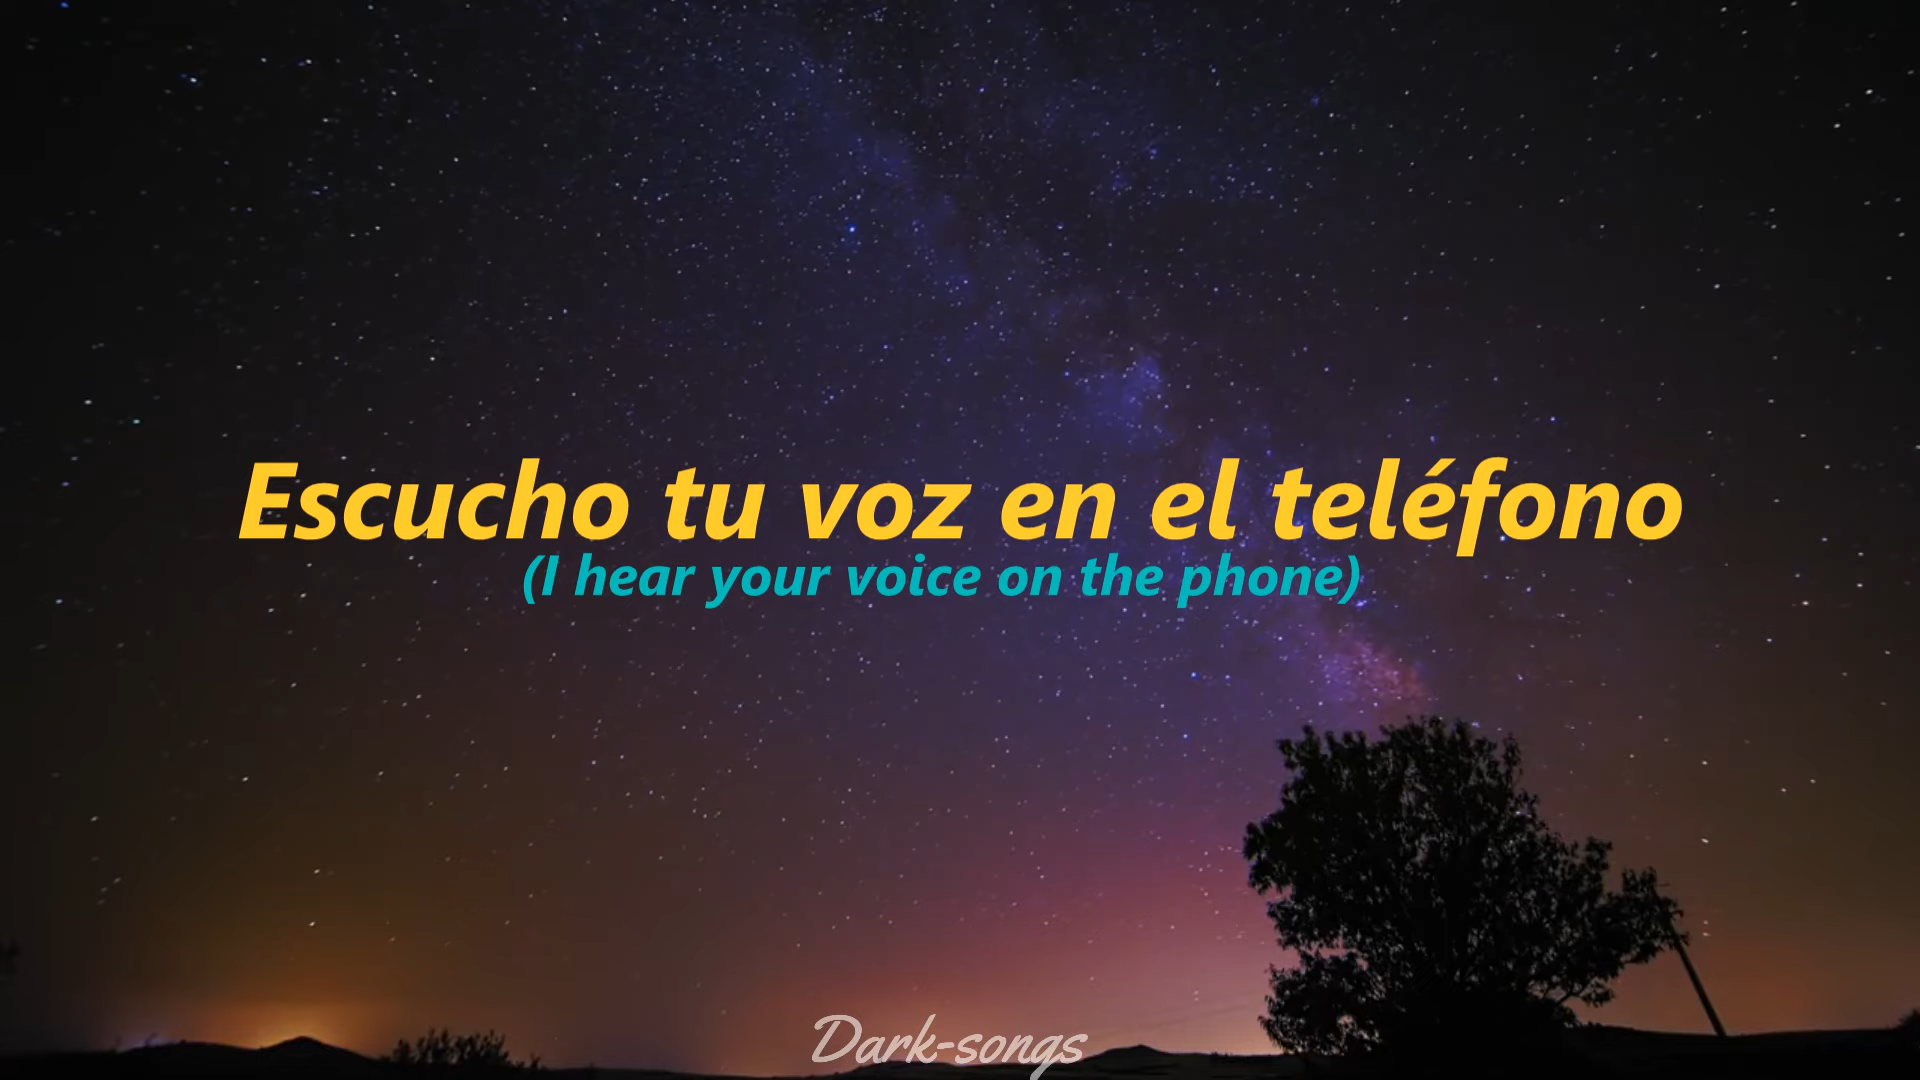 Escucho tu voz en el teléfono
(I hear your voice on the phone)
Dark-songs